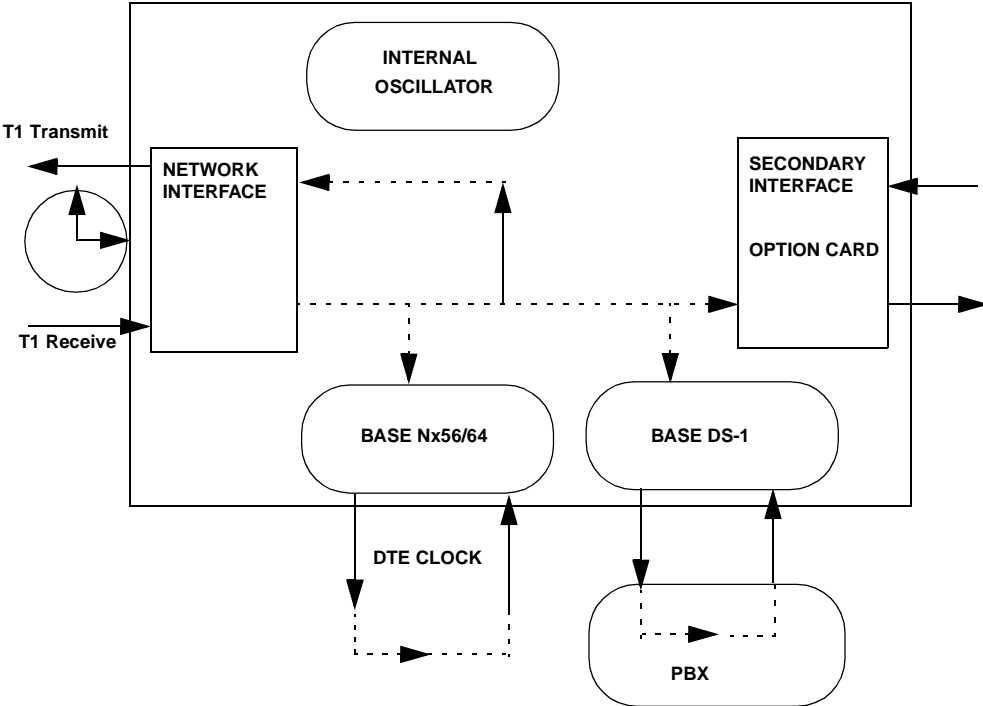 INTERNAL
OSCILLATOR
T1 Transmit
NETWORK
INTERFACE
SECONDARY
INTERFACE
OPTION CARD
T1 Receive
BASE Nx56/64
BASE DS-1
DTE CLOCK
PBX